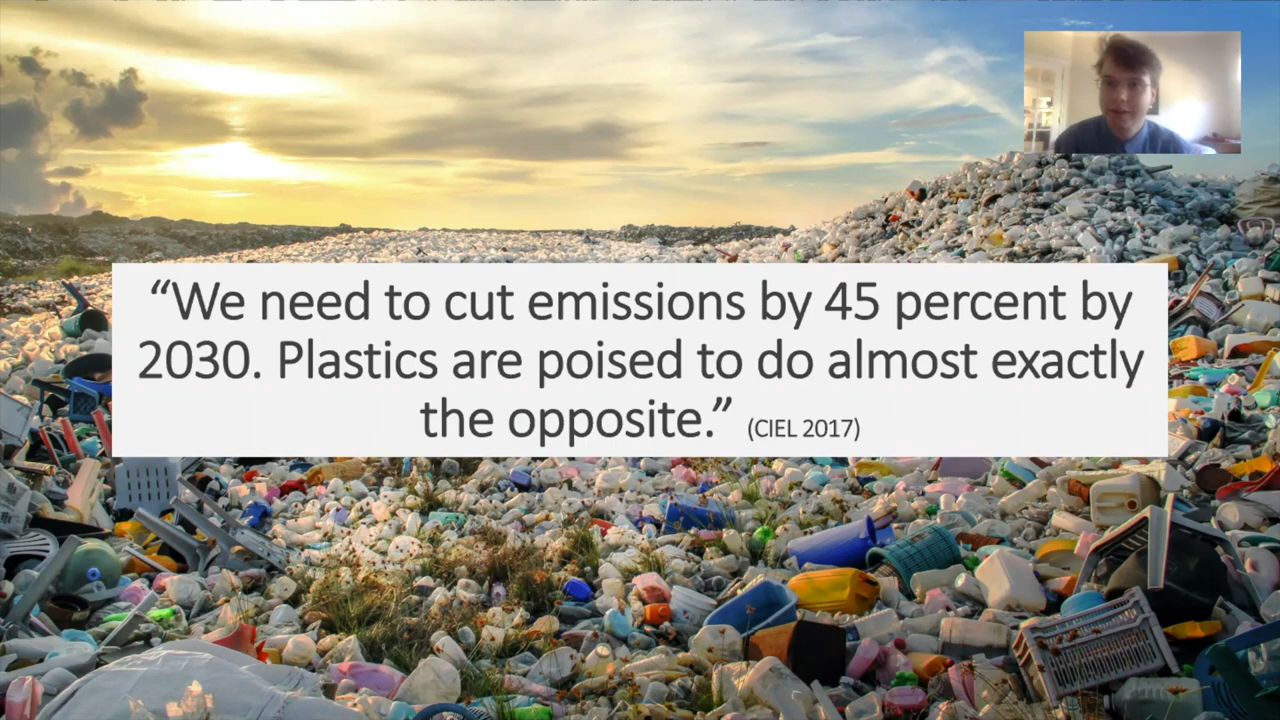 “We need to cut emissions by 45 percent by
2030. Plastics are poised to do almost exactly
the opposite.” (CIEL 2017)